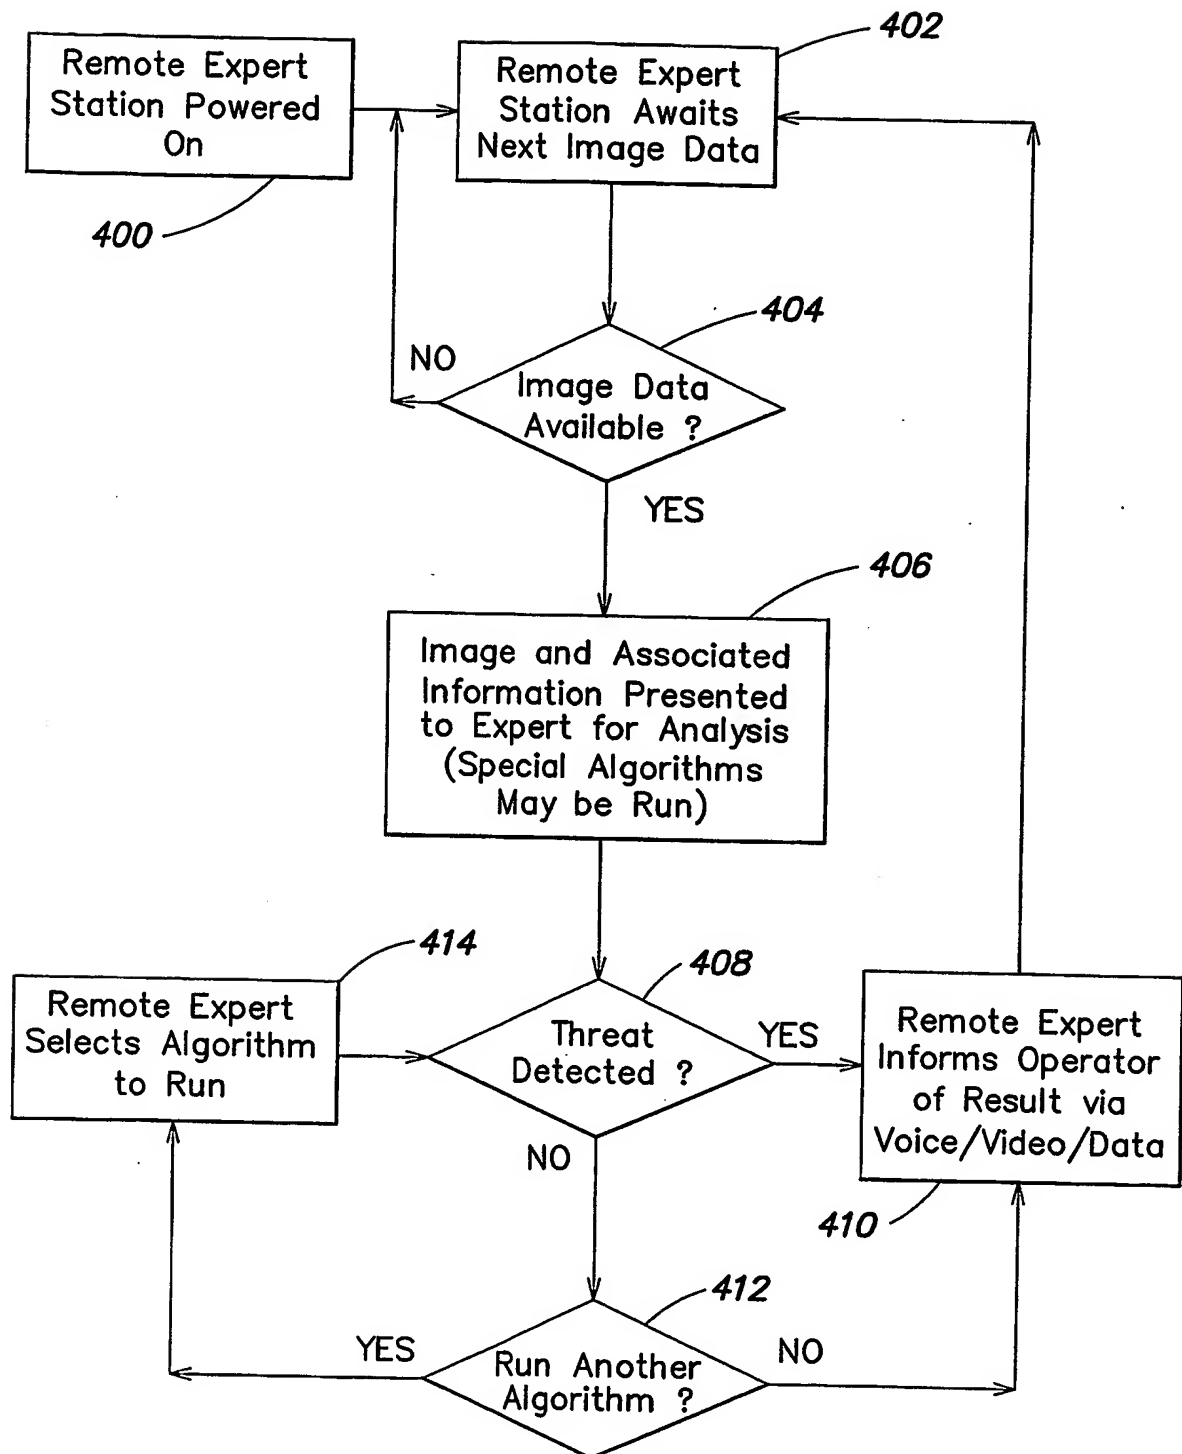 Remote Expert
Station Powered
On
400
Remote Expert
Station Awaits
Next Image Data
402
404
Image Data
Available ?
NO
YES
406
Image and Associated
Information Presented
to Expert for Analysis
(Special Algorithms
May be Run)
414
Remote Expert
Selects Algorithm
to Run
408
Threat
Detected ?
YES
NO
Remote Expert
Informs Operator
of Result via
Voice/Video/Data
410
412
Run Another
Algorithm ?
YES
NO